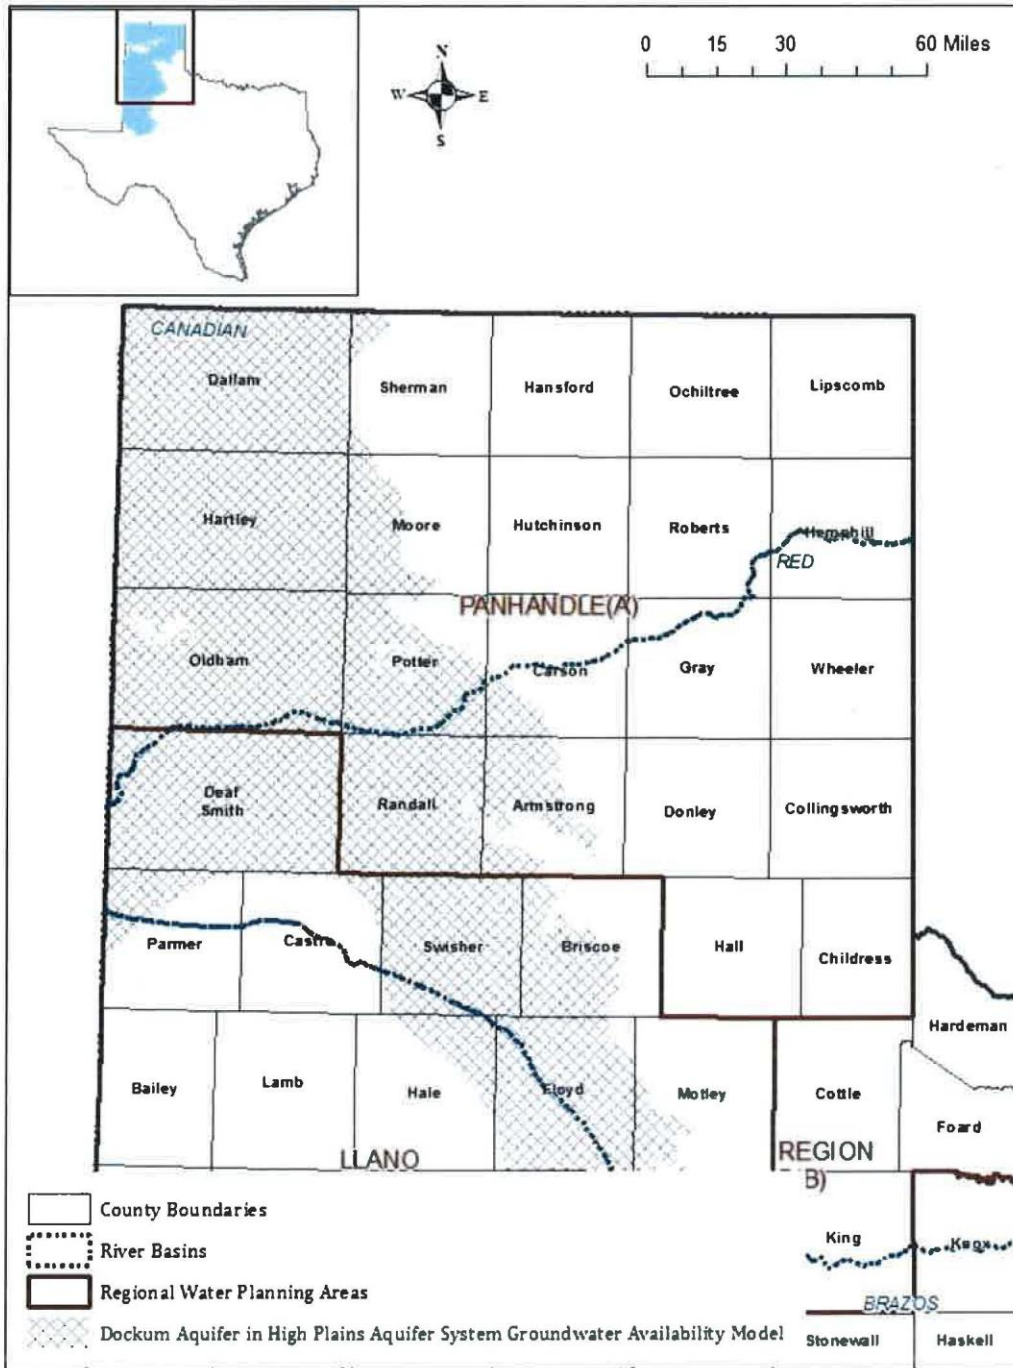 0 15 30 60 Miles
N
W E
S
CANADIAN
Dallam
Sherman
Hansford
Ochiltree
Lipscomb
Hartley
Moore
Hutchinson
Roberts
Hemphill
RED
PANHANDLE(A)
Oldham
Potter
Carson
Gray
Wheeler
Deaf
Smith
Randall
Armstrong
Donley
Collingsworth
Parmer
Castro
Swisher
Briscoe
Hall
Childress
Hardeman
Bailey
Lamb
Hale
Floyd
Motley
Cottle
Foard
LLANO
REGION
B)
King
Knox
BRAZOS
Stonewall
Haskell
County Boundaries
River Basins
Regional Water Planning Areas
Dockum Aquifer in High Plains Aquifer System Groundwater Availability Model